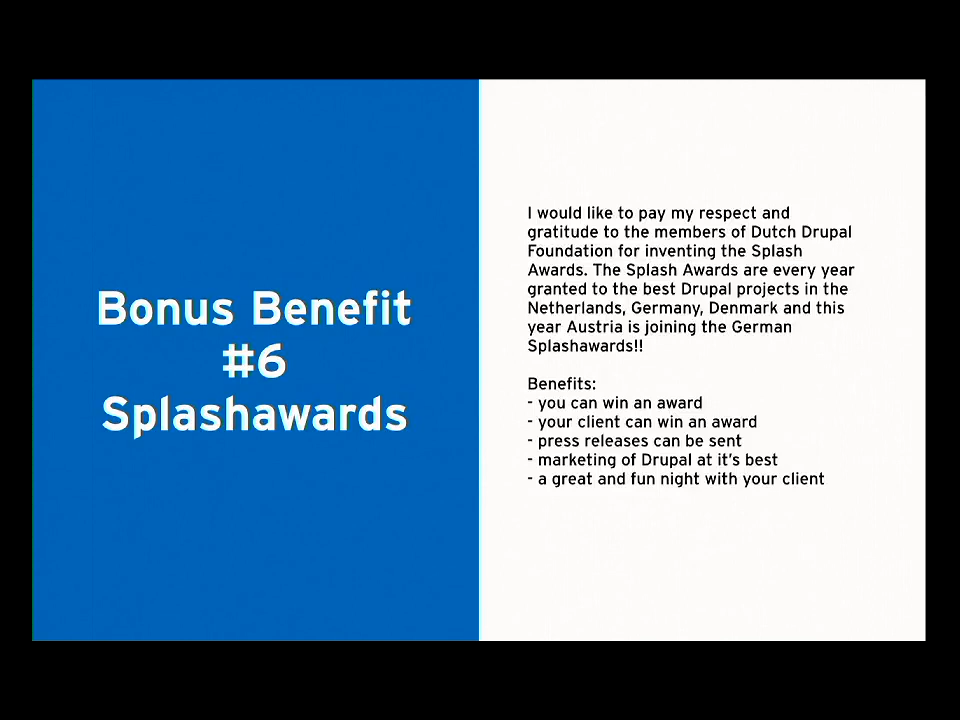 Bonus Benefit
#6
Splashawards
I would like to pay my respect and
gratitude to the members of Dutch Drupal
Foundation for inventing the Splash
Awards. The Splash Awards are every year
granted to the best Drupal projects in the
Netherlands, Germany, Denmark and this
year Austria is joining the German
Splashawards!!
Benefits:
- you can win an award
- your client can win an award
- press releases can be sent
- marketing of Drupal at it's best
- a great and fun night with your client